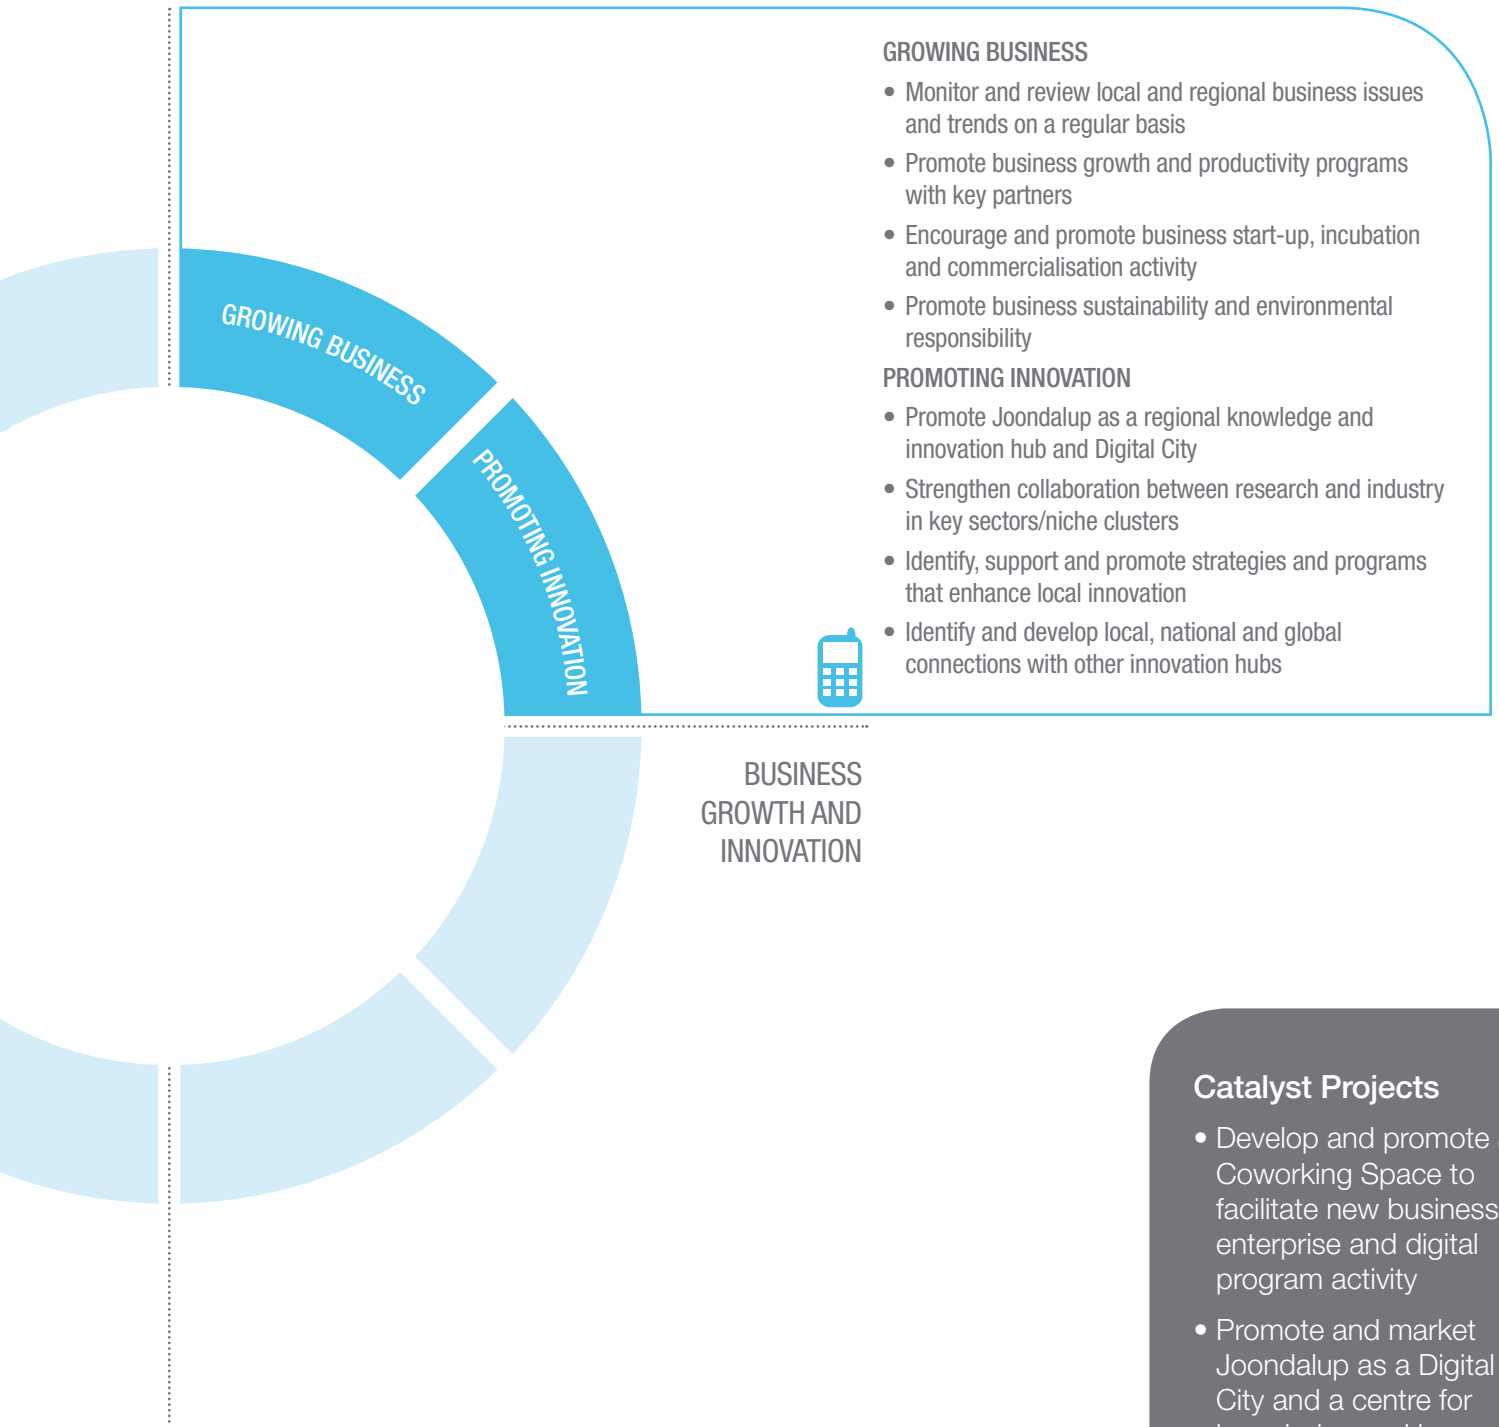 GROWING BUSINESS
• Monitor and review local and regional business issues
and trends on a regular basis
• Promote business growth and productivity programs
with key partners
• Encourage and promote business start-up, incubation
and commercialisation activity
• Promote business sustainability and environmental
responsibility
PROMOTING INNOVATION
• Promote Joondalup as a regional knowledge and
innovation hub and Digital City
• Strengthen collaboration between research and industry
in key sectors/niche clusters
• Identify, support and promote strategies and programs
that enhance local innovation
• Identify and develop local, national and global
connections with other innovation hubs
GROWING BUSINESS
PROMOTING INNOVATION
BUSINESS
GROWTH AND
INNOVATION
Catalyst Projects
• Develop and promote
Coworking Space to
facilitate new business
enterprise and digital
program activity
• Promote and market
Joondalup as a Digital
City and a centre for